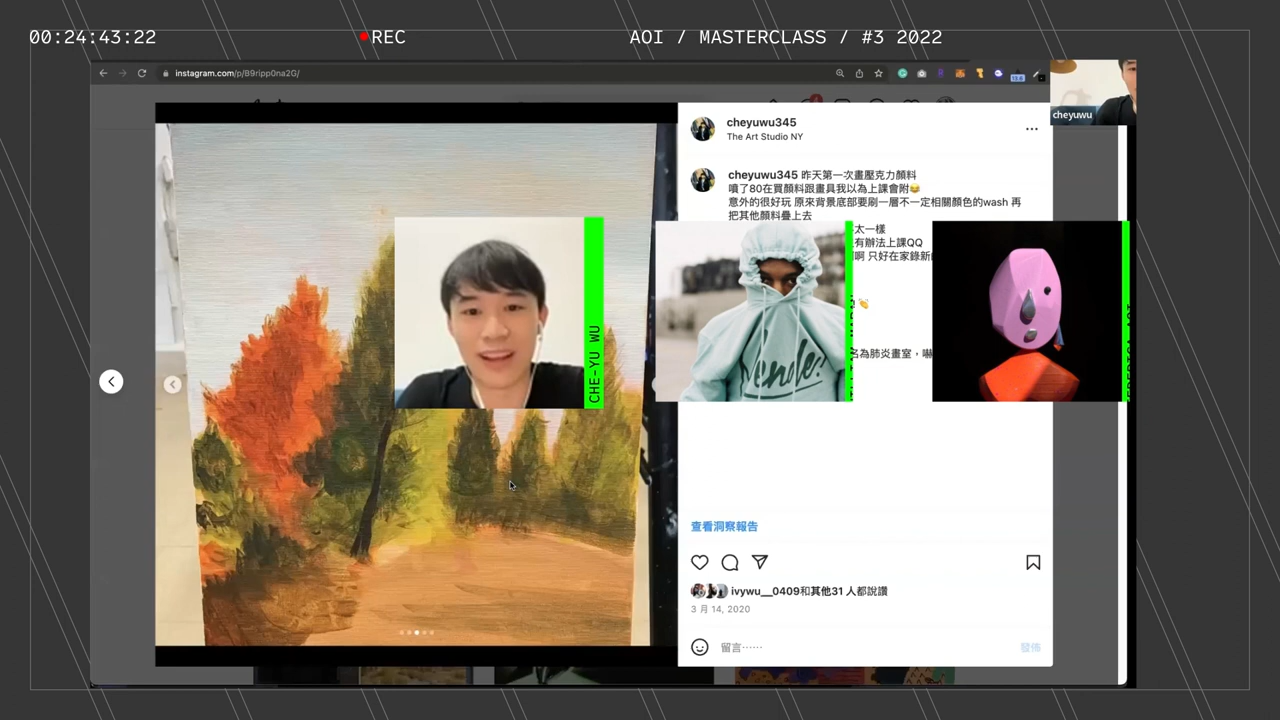 00:24:43:22
REC
AOI / MASTERCLASS / #3 2022
instagram.com/p/B9ripp0na2G/
cheyuwu
cheyuwu345
The Art Studio NY
cheyuwu345 昨天第一次畫壓克力顏料
噴了80在買顏料跟畫具我以為上課會附😂
意外的很好玩 原來背景底部要刷一層不一定相關顏色的wash 再
把其他顏料疊上去
太一樣
有辦法上課QQ
啊 只好在家錄新
👏
名為肺炎畫室，嚇
CHE-YU WU
Vende?
查看洞察報告
ivywu__0409和其他31 人都說讚
3 月 14, 2020
留言⋯⋯
發佈